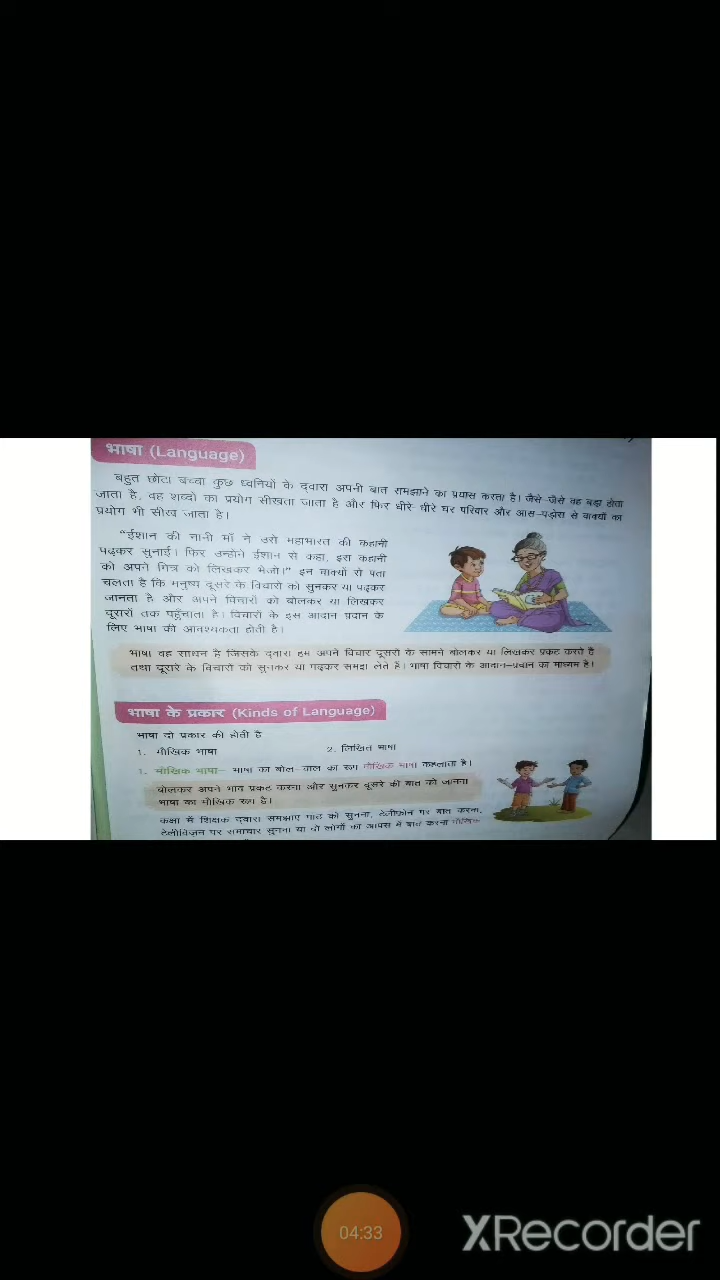 भाषा (Language)
बहुत छोटा बच्चा कुछ ध्वनियों के द्वारा अपनी बात समझाने का प्रयास करता है। जैसे-जैसे वह बड़ा होता
जाता है, वह शब्दों का प्रयोग सीखता जाता है और फिर धीरे-धीरे घर परिवार और आस-पड़ोस से वाक्यों का
प्रयोग भी सीख जाता है।
“ईशान की नानी माँ ने उसे महाभारत की कहानी
पढ़कर सुनाई। फिर उन्होंने ईशान से कहा, इस कहानी
को अपने मित्र को लिखकर भेजो।” इन वाक्यों से पता
चलता है कि मनुष्य दूसरे के विचारों को सुनकर या पढ़कर
जानता है और अपने विचारों को बोलकर या लिखकर
दूसरों तक पहुँचाता है। विचारों के इस आदान प्रदान के
लिए भाषा की आवश्यकता होती है।
भाषा वह साधन है जिसके द्वारा हम अपने विचार दूसरों के सामने बोलकर या लिखकर प्रकट करते हैं
तथा दूसरे के विचारों को सुनकर या पढ़कर समझ लेते हैं। भाषा विचारों के आदान-प्रदान का माध्यम है।
भाषा के प्रकार (Kinds of Language)
भाषा दो प्रकार की होती है
1. मौखिक भाषा 2. लिखित भाषा
1. मौखिक भाषा– भाषा का बोल-चाल का रूप मौखिक भाषा कहलाता है।
बोलकर अपने भाव प्रकट करना और सुनकर दूसरे की बात को जानना
भाषा का मौखिक रूप है।
कक्षा में शिक्षक द्वारा समझाए पाठ को सुनना, टेलीफ़ोन पर बात करना,
टेलीविज़न पर समाचार सुनना या दो लोगों का आपस में बात करना मौखिक
04:33
XRecorder